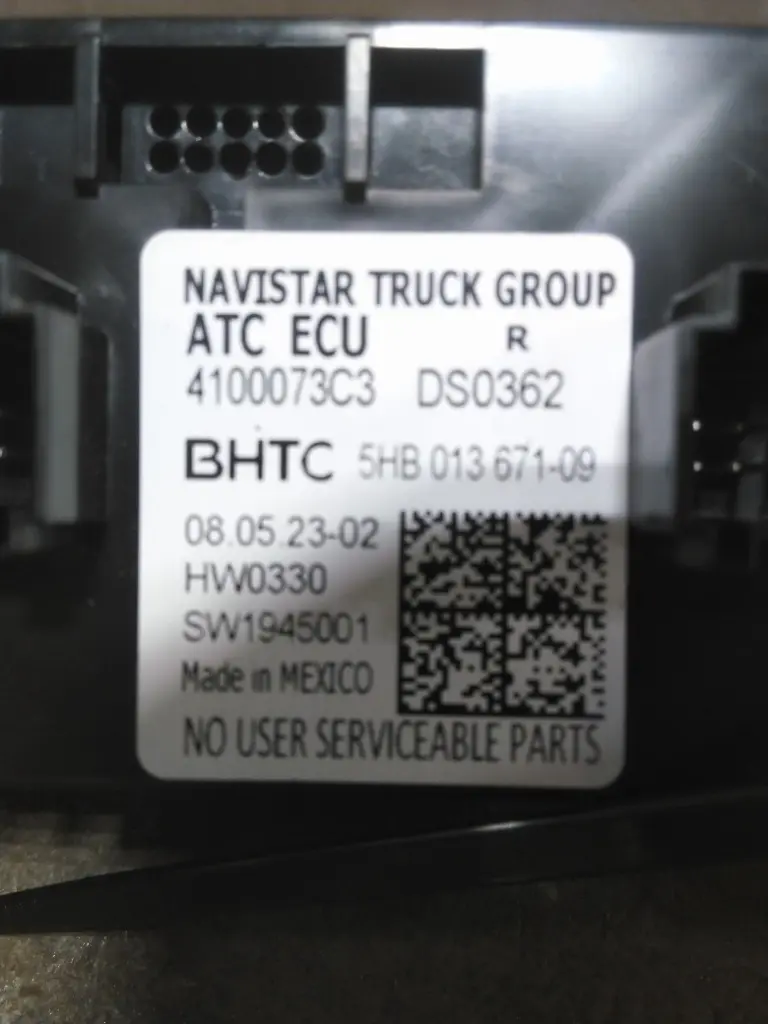 NAVISTAR TRUCK GROUP
ATC ECU R
4100073C3 DS0362
BHTC 5HB 013 671-09
08.05.23-02
HW0330
SW1945001
Made in MEXICO
NO USER SERVICEABLE PARTS